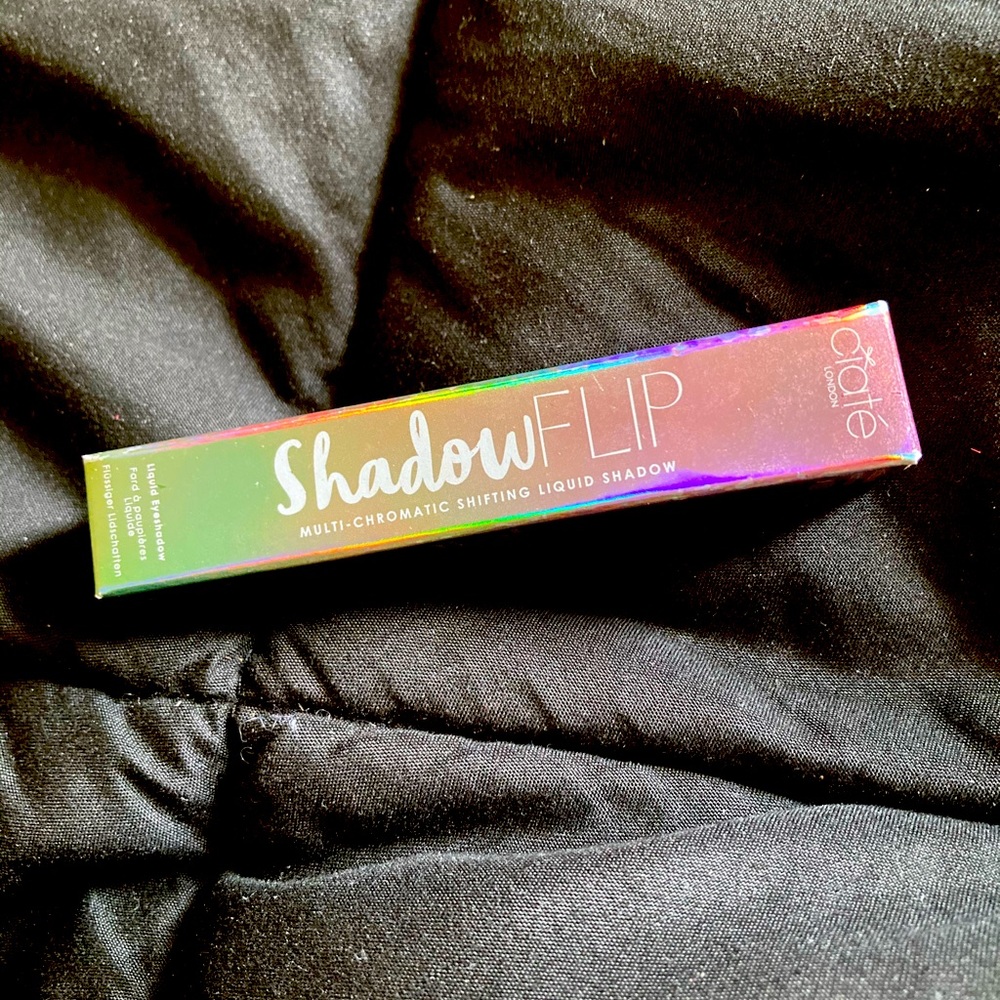 ShadowFLIP
MULTI-CHROMATIC SHIFTING LIQUID SHADOW
ciaté
LONDON
Liquid Eyeshadow
Fard à paupières
Liquide
Flüssiger Lidschatten